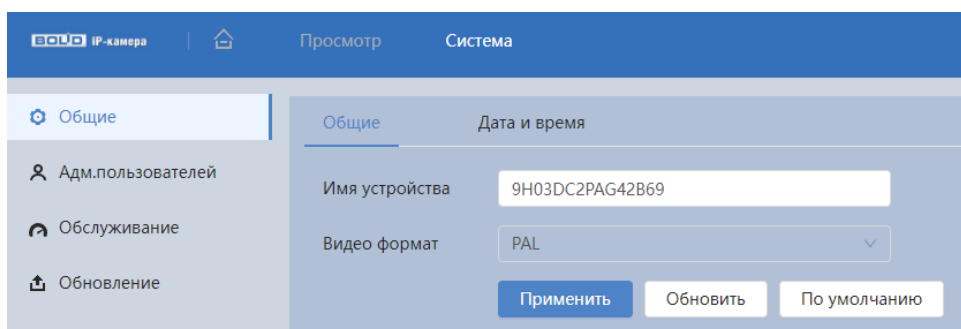 BOLID IP-камера
Просмотр
Система
Общие
Адм.пользователей
Обслуживание
Обновление
Общие
Дата и время
Имя устройства
9H03DC2PAG42B69
Видео формат
PAL
Применить
Обновить
По умолчанию